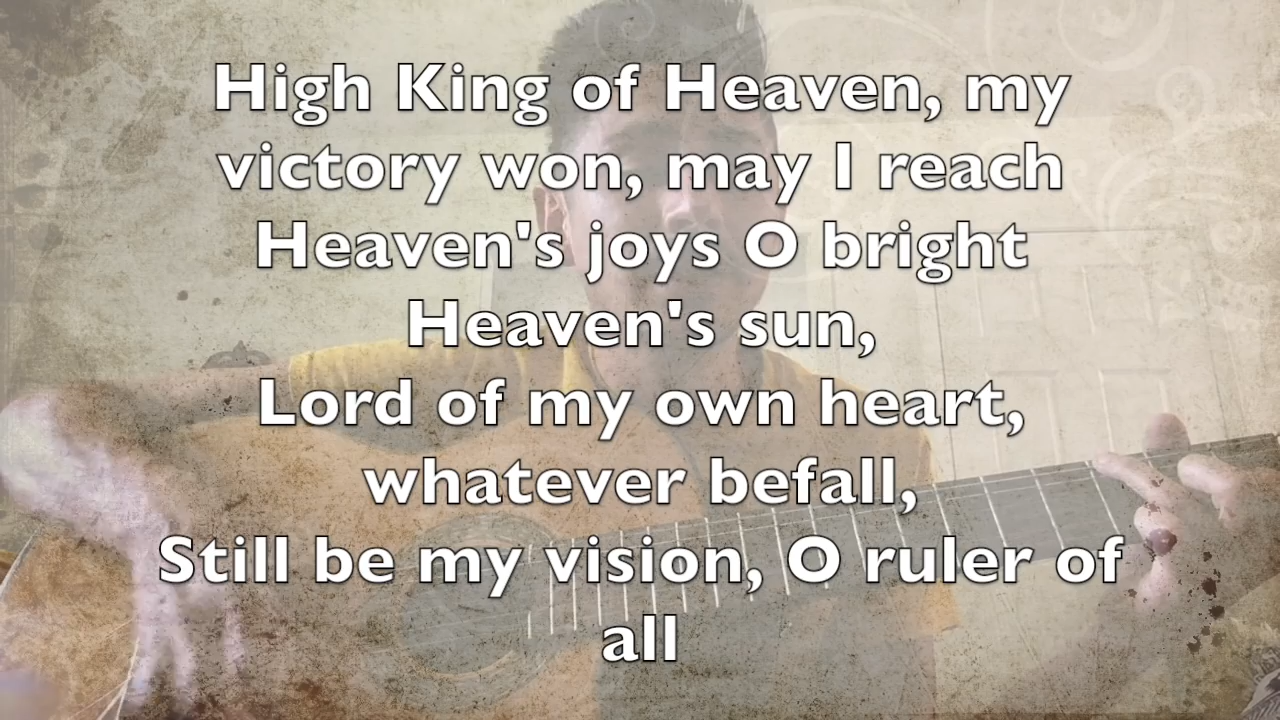 High King of Heaven, my
victory won, may I reach
Heaven's joys O bright
Heaven's sun,
Lord of my own heart,
whatever befall,
Still be my vision, O ruler of
all